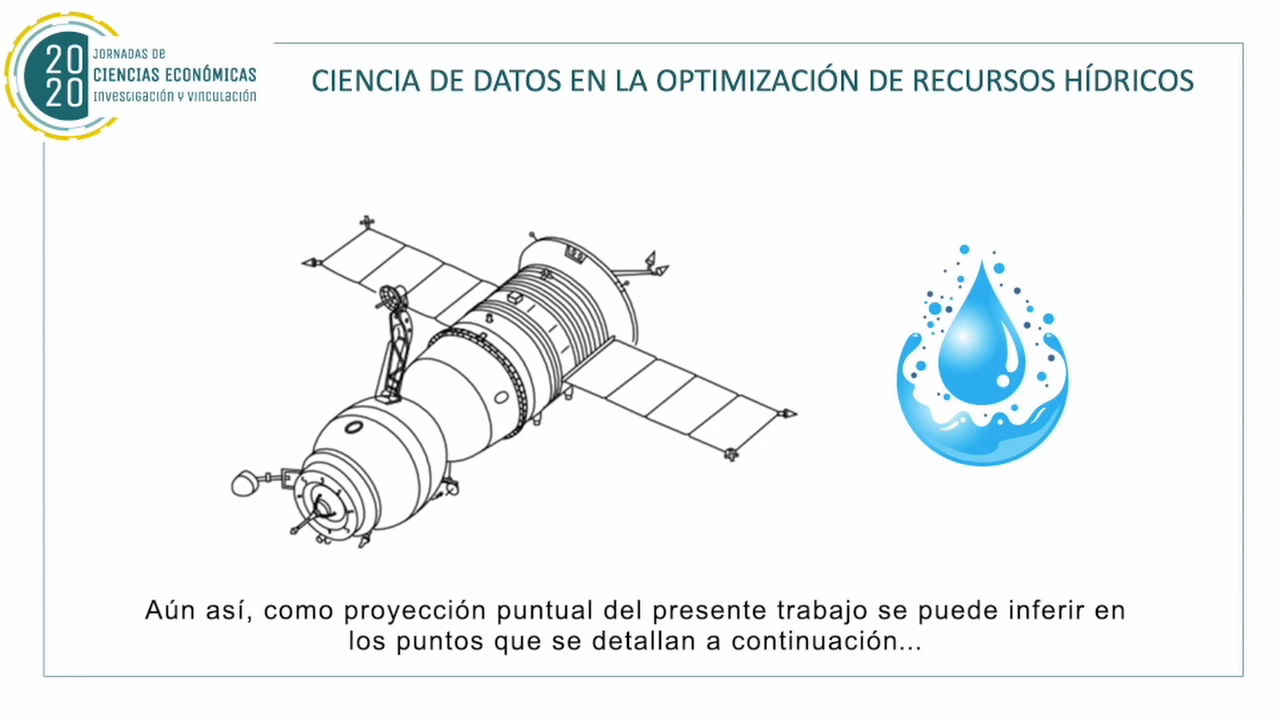 2020
JORNADAS DE
CIENCIAS ECONÓMICAS
INVESTIGACIÓN Y VINCULACIÓN
CIENCIA DE DATOS EN LA OPTIMIZACIÓN DE RECURSOS HÍDRICOS
Aún así, como proyección puntual del presente trabajo se puede inferir en
los puntos que se detallan a continuación...